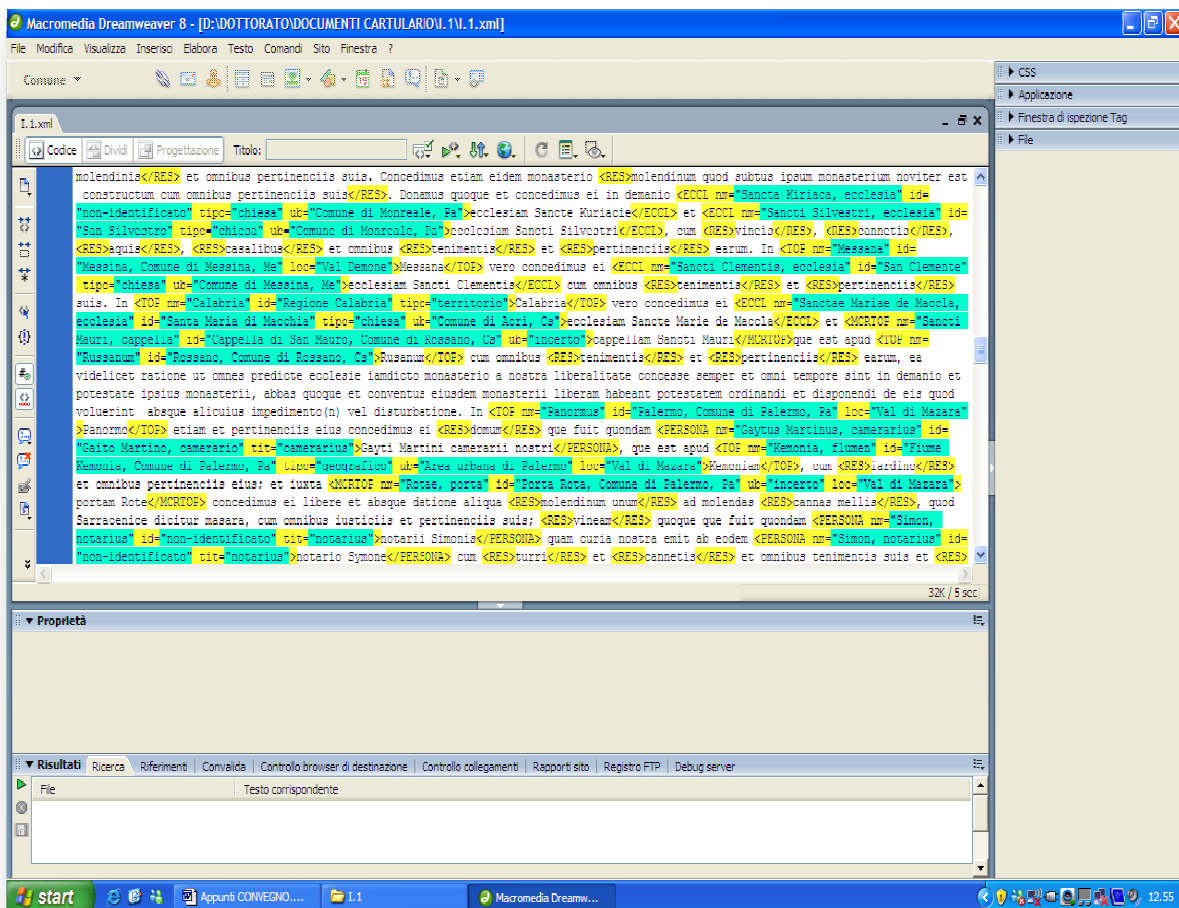 Macromedia Dreamweaver 8 - [D:\DOTTORATO\DOCUMENTI CARTULARIO\I.1\I.1.xml]
File Modifica Visualizza Inserisci Elabora Testo Comandi Sito Finestra ?
Comune
CSS
Applicazione
Finestra di ispezione Tag
File
I.1.xml
Codice Dividi Progettazione Titolo:
molendinis</RES> et omnibus pertinenciis suis. Concedimus etiam eidem monasterio <RES>molendinum quod subtus ipsum monasterium noviter est
constructum cum omnibus pertinenciis suis</RES>. Donamus quoque et concedimus ei in demanio <ECCL nm="Sancta Kiriaca, ecclesia" id=
"non-identificato" tipo="chiesa" ub="Comune di Monreale, Pa">ecclesiam Sancte Kuriacie</ECCL> et <ECCL nm="Sancti Silvestri, ecclesia" id=
"San Silvestro" tipo="chiesa" ub="Comune di Monreale, Pa">ecclesiam Sancti Silvestri</ECCL>, cum <RES>vincis</RES>, <RES>cannetis</RES>,
<RES>aquis</RES>, <RES>casalibus</RES> et omnibus <RES>tenimentis</RES> et <RES>pertinenciis</RES> earum. In <TOP nm="Messana" id=
"Messina, Comune di Messina, Me" loc="Val Demone">Messana</TOP> vero concedimus ei <ECCL nm="Sancti Clementis, ecclesia" id="San Clemente"
tipo="chiesa" ub="Comune di Messina, Me">ecclesiam Sancti Clementis</ECCL> cum omnibus <RES>tenimentis</RES> et <RES>pertinenciis</RES>
suis. In <TOP nm="Calabria" id="Regione Calabria" tipo="territorio">Calabria</TOP> vero concedimus ei <ECCL nm="Sanctae Mariae de Maccla,
ecclesia" id="Santa Maria di Macchia" tipo="chiesa" ub="Comune di Acri, Cs">ecclesiam Sancte Marie de Maccla</ECCL> et <MCRTOP nm="Sancti
Mauri, cappella" id="Cappella di San Mauro, Comune di Rossano, Cs" ub="incerto">cappellam Sancti Mauri</MCRTOP>que est apud <TOP nm=
"Russanum" id="Rossano, Comune di Rossano, Cs">Rusanum</TOP> cum omnibus <RES>tenimentis</RES> et <RES>pertinenciis</RES> earum, ea
videlicet ratione ut omnes predicte ecclesie iamdicto monasterio a nostra liberalitate concesse semper et omni tempore sint in demanio et
potestate ipsius monasterii, abbas quoque et conventus eiusdem monasterii liberam habeant potestatem ordinandi et disponendi de eis quod
voluerint absque alicuius impedimento(n) vel disturbatione. In <TOP nm="Panormus" id="Palermo, Comune di Palermo, Pa" loc="Val di Mazara"
>Panormo</TOP> etiam et pertinenciis eius concedimus ei <RES>domum</RES> que fuit quondam <PERSONA nm="Gaytus Martinus, camerarius" id=
"Gaito Martino, camerario" tit="camerarius">Gayti Martini camerarii nostri</PERSONA>, que est apud <TOP nm="Kemonia, flumen" id="Fiume
Kemonia, Comune di Palermo, Pa" tipo="geografico" ub="Area urbana di Palermo" loc="Val di Mazara">Kemoniam</TOP>, cum <RES>iardino</RES>
et omnibus pertinenciis eius; et iuxta <MCRTOP nm="Rotae, porta" id="Porta Rota, Comune di Palermo, Pa" ub="incerto" loc="Val di Mazara">
portam Rote</MCRTOP> concedimus ei libere et absque datione aliqua <RES>molendinum unum</RES> ad molendas <RES>cannas mellis</RES>, quod
Sarracenice dicitur masara, cum omnibus iusticiis et pertinenciis suis; <RES>vineam</RES> quoque que fuit quondam <PERSONA nm="Simon,
notarius" id="non-identificato" tit="notarius">notarii Simonis</PERSONA> quam curia nostra emit ab eodem <PERSONA nm="Simon, notarius" id=
"non-identificato" tit="notarius">notario Symone</PERSONA> cum <RES>turri</RES> et <RES>cannetis</RES> et omnibus tenimentis suis et <RES>
32K / 5 sec
Proprietà
Risultati Ricerca Riferimenti Convalida Controllo browser di destinazione Controllo collegamenti Rapporti sito Registro FTP Debug server
File Testo corrispondente
start Appunti CONVEGNO.... I.1 Macromedia Dreamw... 12.55